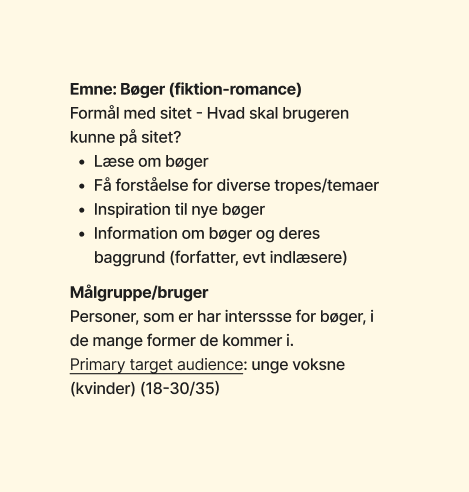 Emne: Bøger (fiktion-romance)
Formål med sitet - Hvad skal brugeren
kunne på sitet?
• Læse om bøger
• Få forståelse for diverse tropes/temaer
• Inspiration til nye bøger
• Information om bøger og deres
baggrund (forfatter, evt indlæsere)
Målgruppe/bruger
Personer, som er har interssse for bøger, i
de mange former de kommer i.
Primary target audience: unge voksne
(kvinder) (18-30/35)